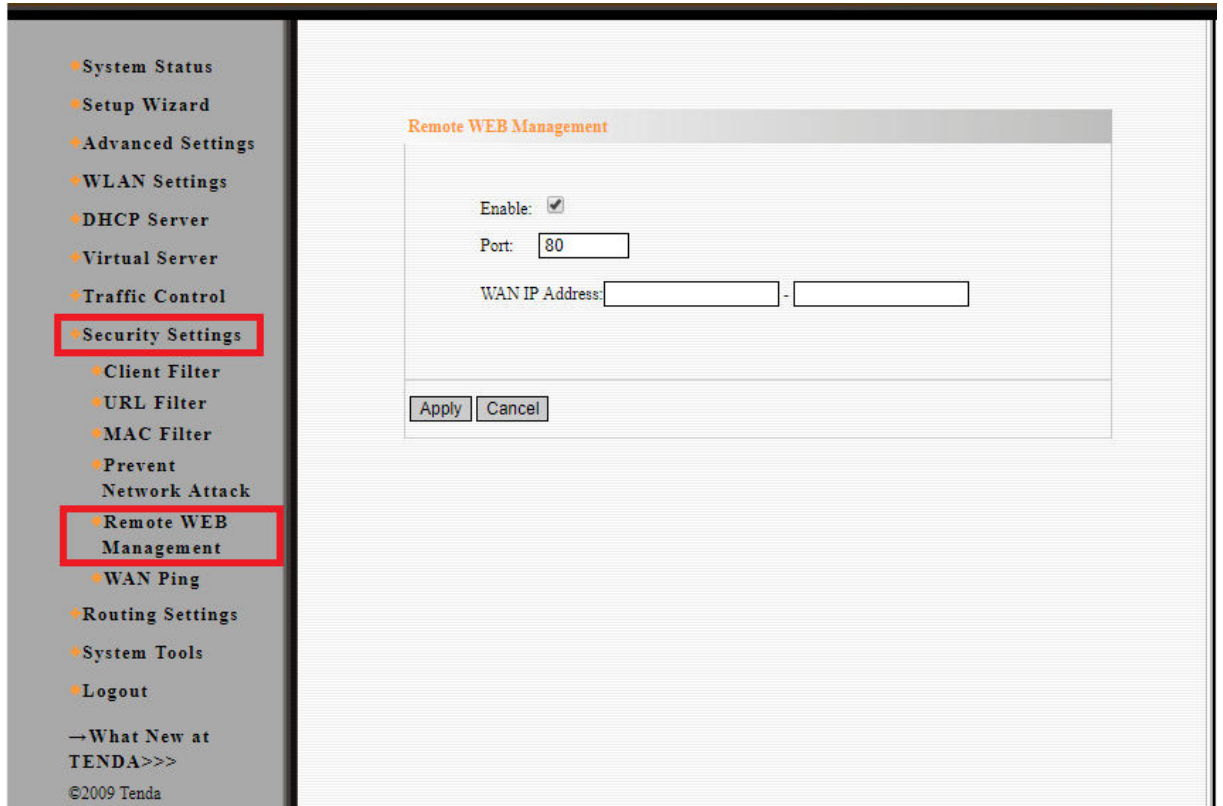 System Status
Setup Wizard
Advanced Settings
WLAN Settings
DHCP Server
Virtual Server
Traffic Control
Security Settings
Client Filter
URL Filter
MAC Filter
Prevent
Network Attack
Remote WEB
Management
WAN Ping
Routing Settings
System Tools
Logout
→What New at
TENDA>>>
©2009 Tenda
Remote WEB Management
Enable:
Port: 80
WAN IP Address: -
Apply Cancel